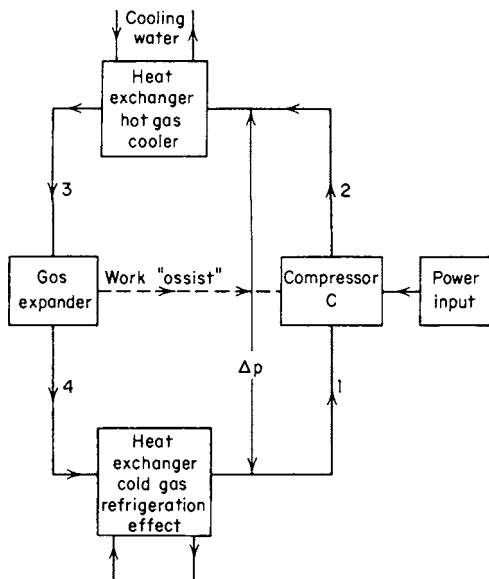 Cooling
water
Heat
exchanger
hot gas
cooler
3
2
Gas
expander
Work "ossist"
Compressor
C
Power
input
Δp
4
1
Heat
exchanger
cold gas
refrigeration
effect